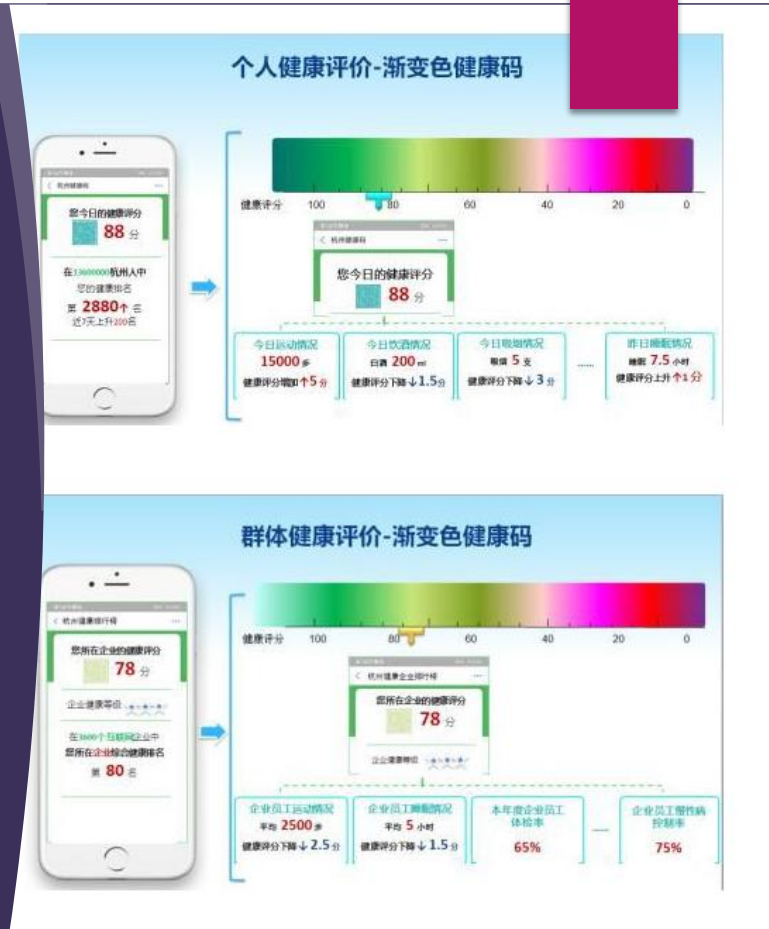 个人健康评价-渐变色健康码
杭州健康码
您今日的健康评分
88 分
在13600000杭州人中
您的健康排名
第 2880↑ 名
近7天上升200名
健康评分 100 80 60 40 20 0
杭州健康码
您今日的健康评分
88 分
今日运动情况
15000 步
健康评分增加↑5分
今日饮酒情况
白酒 200 ml
健康评分下降↓1.5分
今日吸烟情况
吸烟 5 支
健康评分下降↓3 分
......
昨日睡眠情况
睡眠 7.5 小时
健康评分上升↑1分
群体健康评价-渐变色健康码
杭州健康排行榜
您所在企业的健康评分
78 分
企业健康等级
在3600个互联网企业中
您所在企业综合健康排名
第 80 名
健康评分 100 80 60 40 20 0
杭州健康企业排行榜
您所在企业的健康评分
78 分
企业健康等级
企业员工运动情况
平均 2500 步
健康评分下降↓2.5分
企业员工睡眠情况
平均 5 小时
健康评分下降↓1.5分
本年度企业员工
体检率
65%
......
企业员工慢性病
控制率
75%